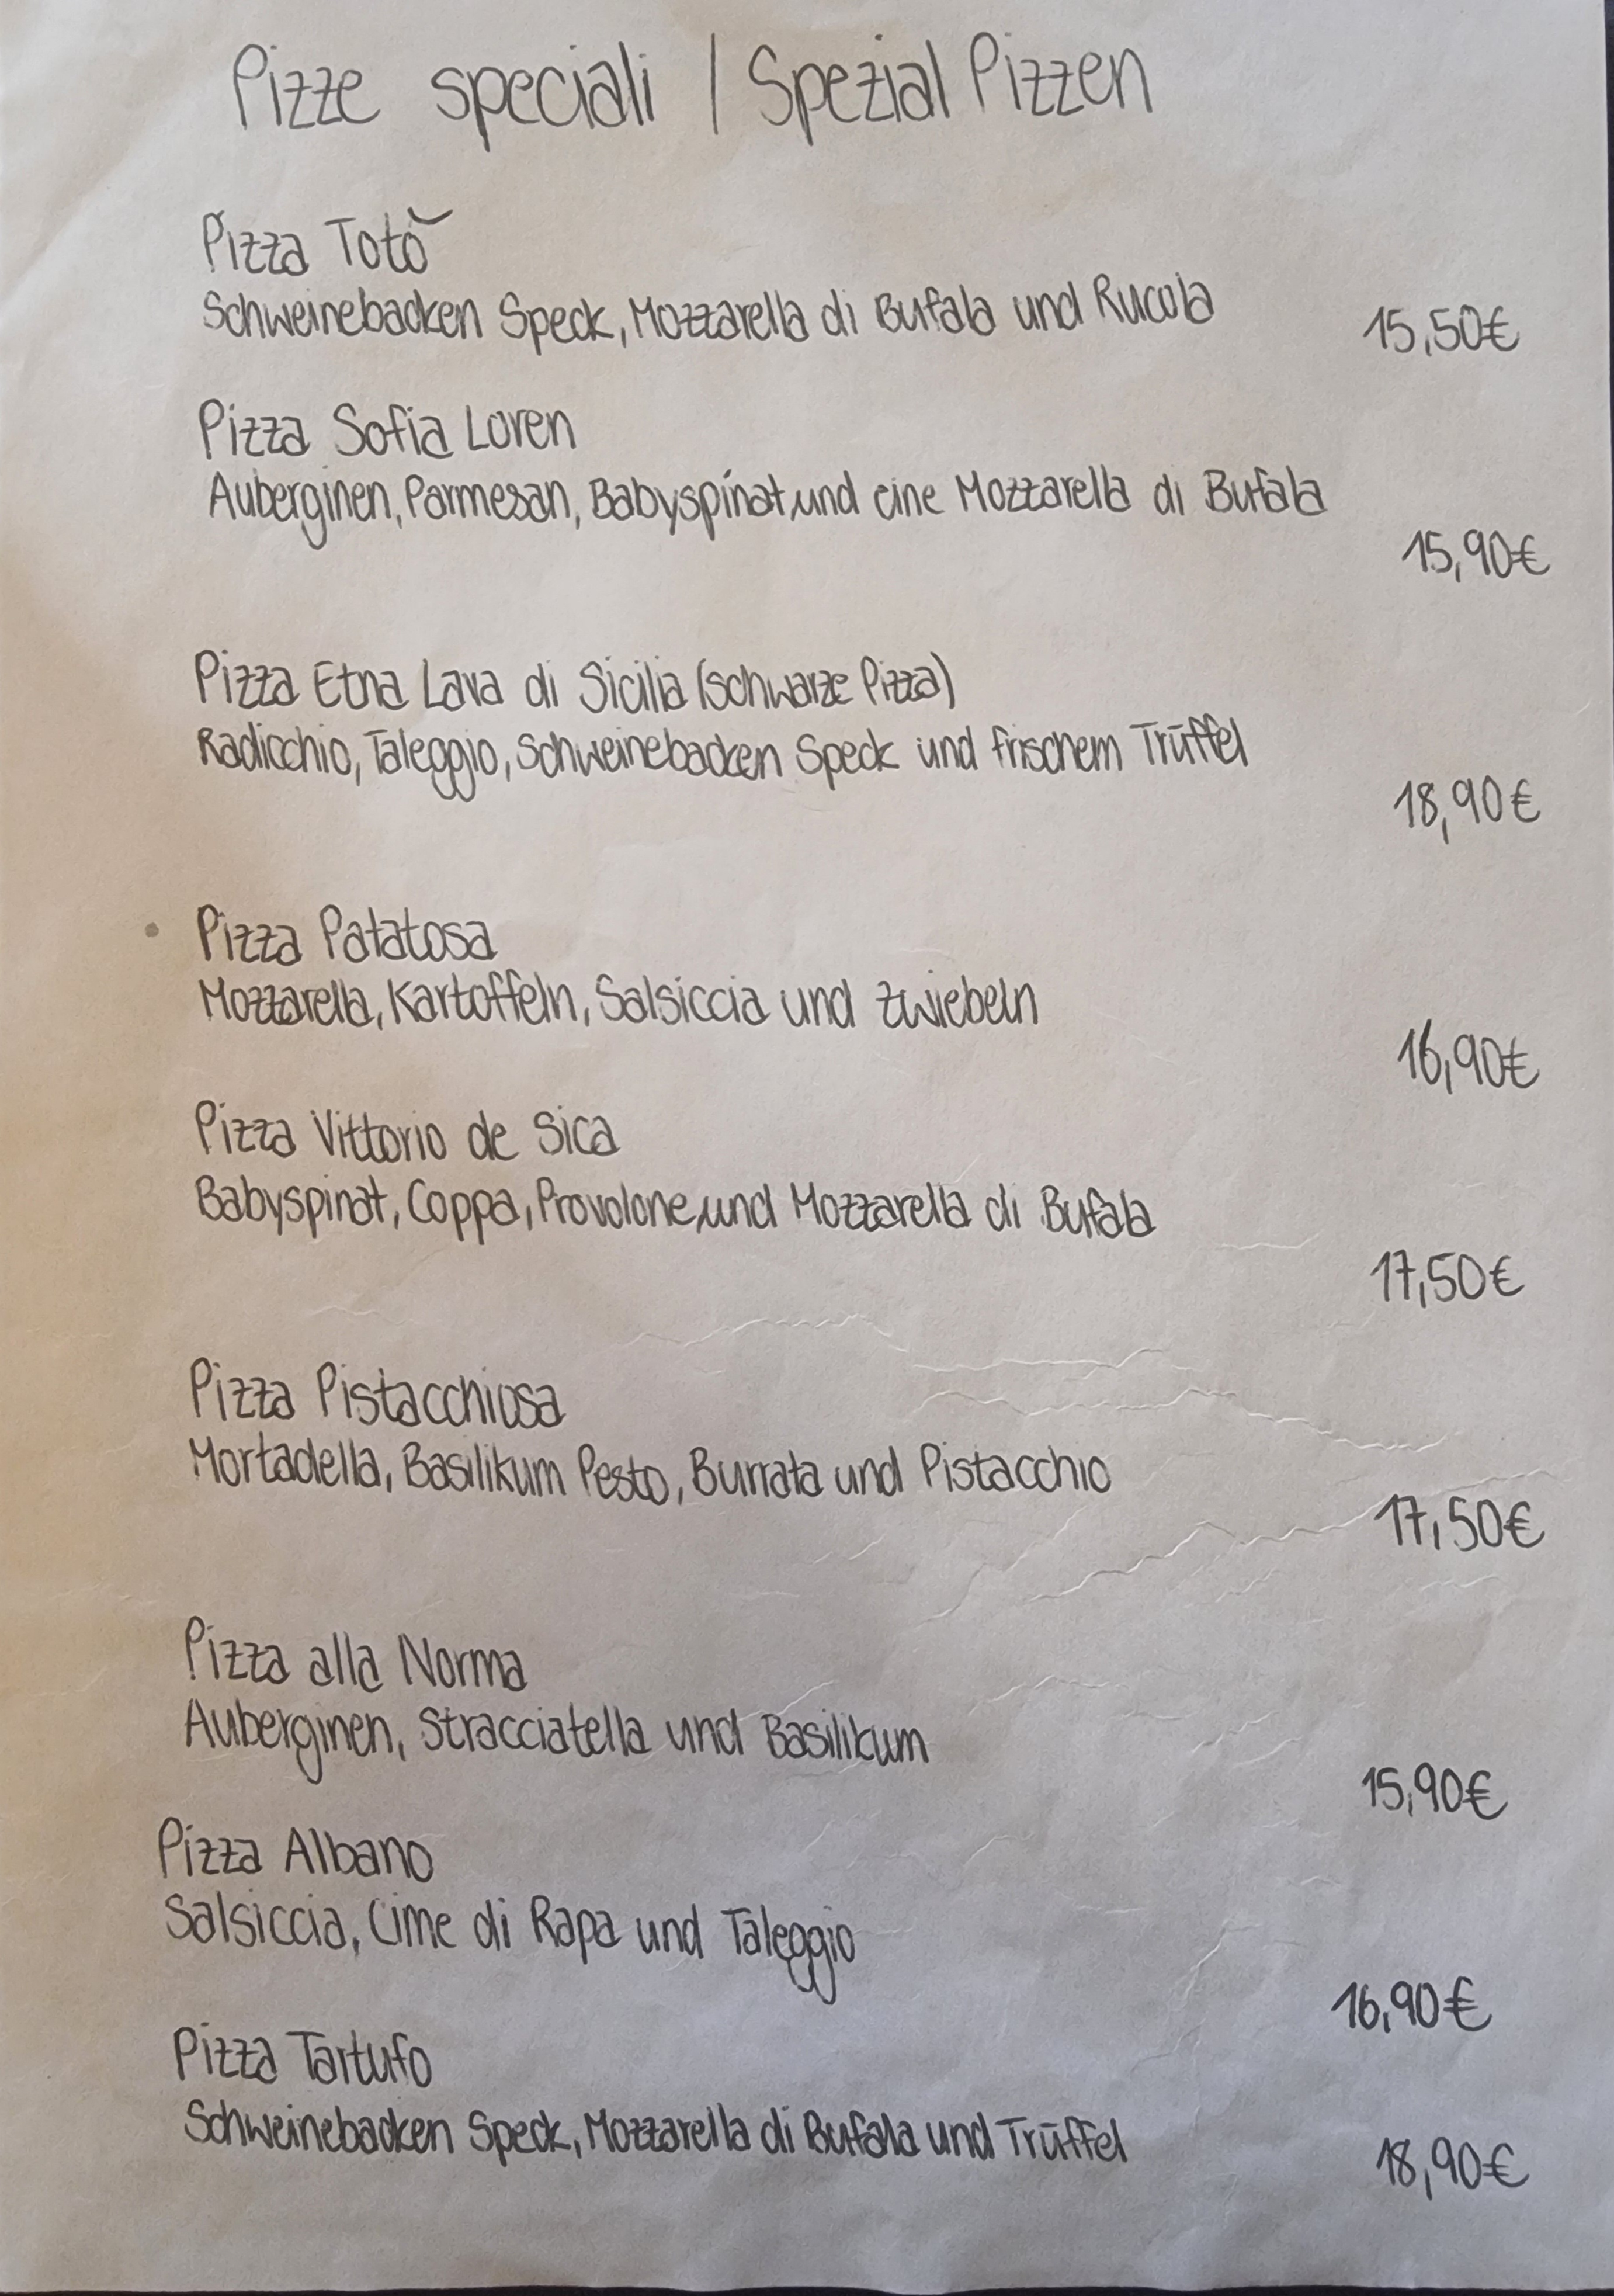 Pizze speciali / Spezial Pizzen
Pizza Totò
Schweinebacken Speck, Mozzarella di Bufala und Rucola 15,50€
Pizza Sofia Loren
Auberginen, Parmesan, Babyspinat und eine Mozzarella di Bufala
15,90€
Pizza Etna Lava di Sicilia (schwarze Pizza)
Radicchio, Taleggio, Schweinebacken Speck und frischem Trüffel
18,90€
Pizza Patatosa
Mozzarella, Kartoffeln, Salsiccia und Zwiebeln
16,90€
Pizza Vittorio de Sica
Babyspinat, Coppa, Provolone, und Mozzarella di Bufala
17,50€
Pizza Pistacchiosa
Mortadella, Basilikum Pesto, Burrata und Pistacchio
17,50€
Pizza alla Norma
Auberginen, Stracciatella und Basilikum
15,90€
Pizza Albano
Salsiccia, Cime di Rapa und Taleggio
16,90€
Pizza Tartufo
Schweinebacken Speck, Mozzarella di Bufala und Trüffel
18,90€